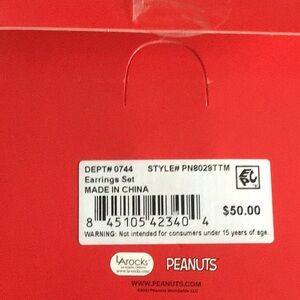 DEPT# 0744 STYLE# PN8029TTM
Earrings Set
MADE IN CHINA
8 45105 42340 4
$50.00
WARNING: Not intended for consumers under 15 years of age.
LArocks
PEANUTS
www.PEANUTS.com